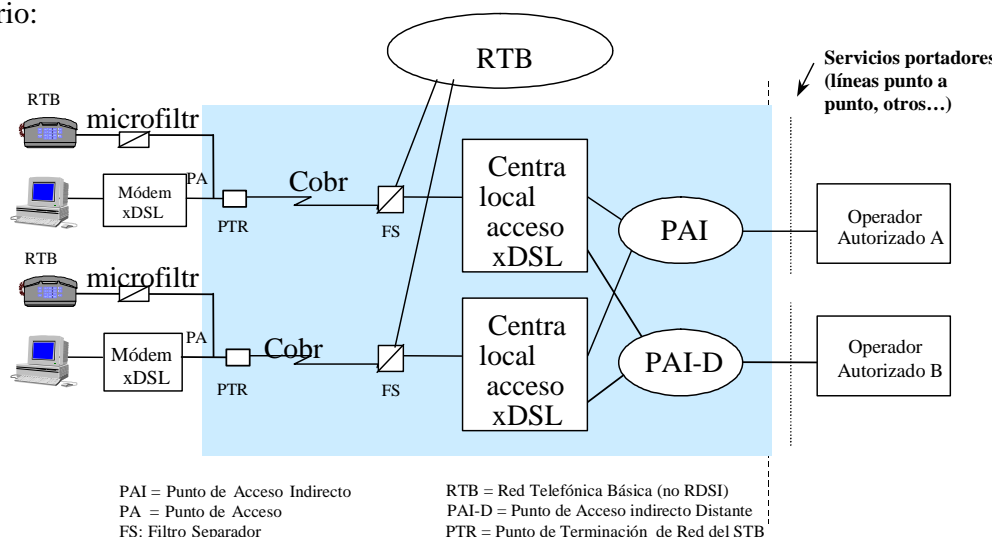 rio:
RTB
Servicios portadores
(líneas punto a
punto, otros…)
RTB
microfiltr
PA
Módem
xDSL
PTR
Cobr
FS
Centra
local
acceso
xDSL
PAI
Operador
Autorizado A
RTB
microfiltr
PA
Módem
xDSL
PTR
Cobr
FS
Centra
local
acceso
xDSL
PAI-D
Operador
Autorizado B
PAI = Punto de Acceso Indirecto
PA = Punto de Acceso
FS: Filtro Separador
RTB = Red Telefónica Básica (no RDSI)
PAI-D = Punto de Acceso indirecto Distante
PTR = Punto de Terminación de Red del STB